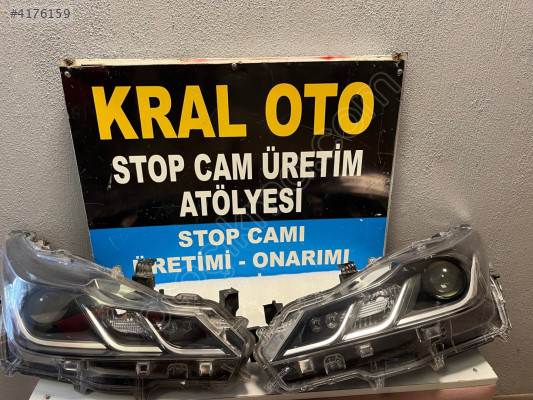 #4176159
KRAL OTO
STOP CAM ÜRETİM
ATÖLYESİ
STOP CAMI
ÜRETİMİ - ONARIMI